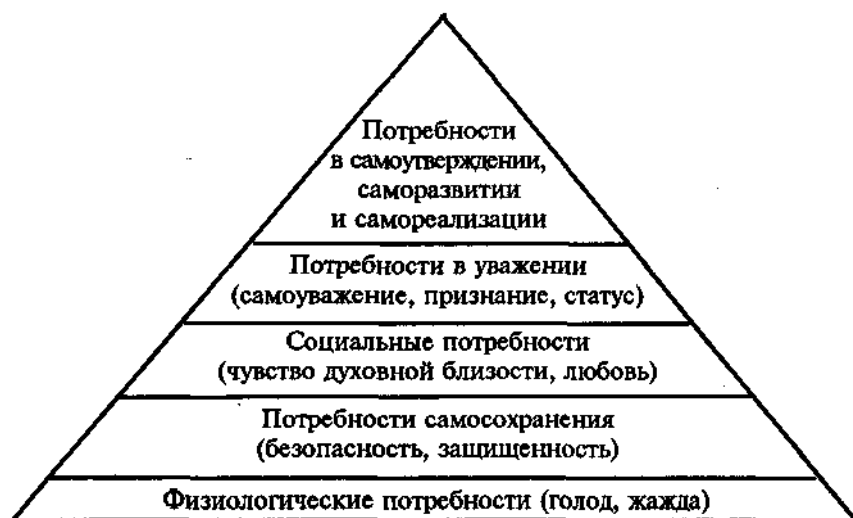 Потребности
в самоутверждении,
саморазвитии
и самореализации
Потребности в уважении
(самоуважение, признание, статус)
Социальные потребности
(чувство духовной близости, любовь)
Потребности самосохранения
(безопасность, защищенность)
Физиологические потребности (голод, жажда)